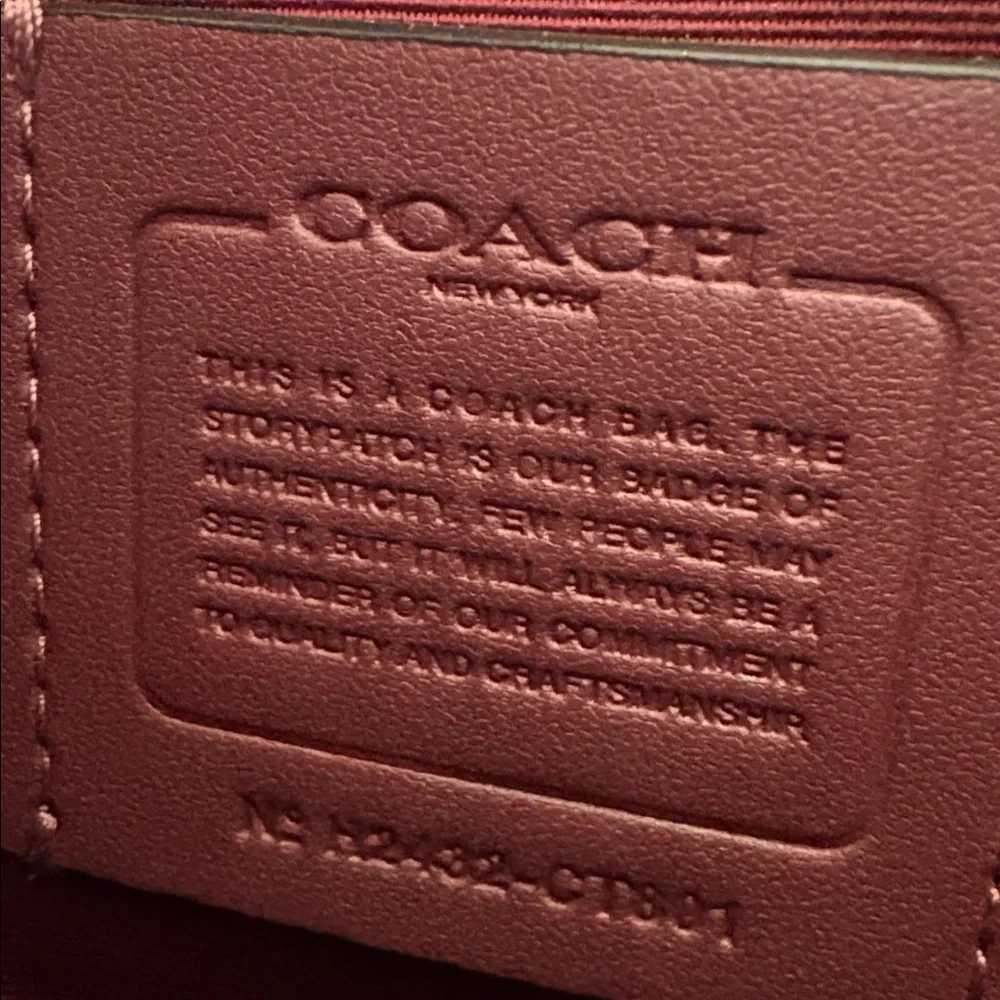 COACH
NEW YORK
THIS IS A COACH BAG. THE
STORYPATCH IS OUR BADGE OF
AUTHENTICITY. FEW PEOPLE MAY
SEE IT, BUT IT WILL ALWAYS BE A
REMINDER OF OUR COMMITMENT
TO QUALITY AND CRAFTSMANSHIP.
Nº